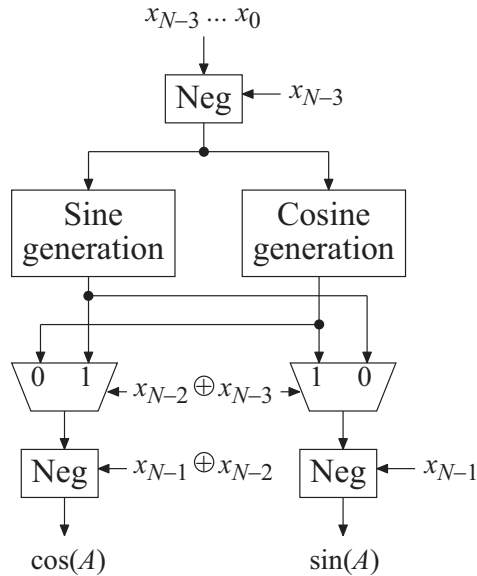 x_{N–3} ... x_0
Neg
x_{N–3}
Sine generation
Cosine generation
0 1
1 0
x_{N–2} ⊕ x_{N–3}
Neg
x_{N–1} ⊕ x_{N–2}
Neg
x_{N–1}
cos(A)
sin(A)